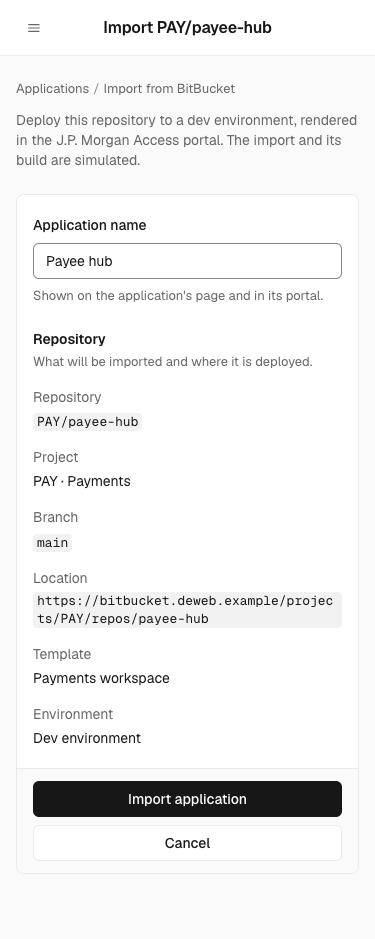 Import PAY/payee-hub
Applications / Import from BitBucket
Deploy this repository to a dev environment, rendered
in the J.P. Morgan Access portal. The import and its
build are simulated.
Application name
Payee hub
Shown on the application's page and in its portal.
Repository
What will be imported and where it is deployed.
Repository
PAY/payee-hub
Project
PAY · Payments
Branch
main
Location
https://bitbucket.deweb.example/projec
ts/PAY/repos/payee-hub
Template
Payments workspace
Environment
Dev environment
Import application
Cancel